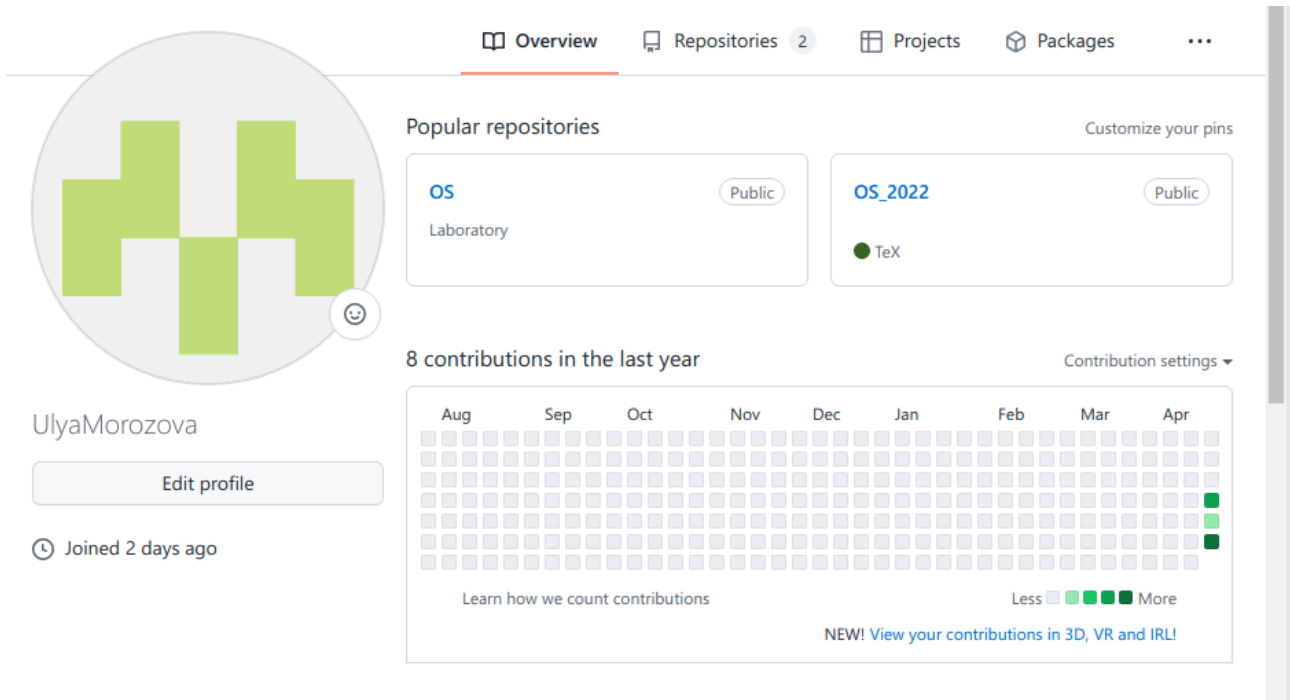 Overview Repositories 2 Projects Packages ...
Popular repositories Customize your pins
OS Public
Laboratory
OS_2022 Public
TeX
8 contributions in the last year Contribution settings
UlyaMorozova
Edit profile
Joined 2 days ago
Aug Sep Oct Nov Dec Jan Feb Mar Apr
Learn how we count contributions Less More
NEW! View your contributions in 3D, VR and IRL!